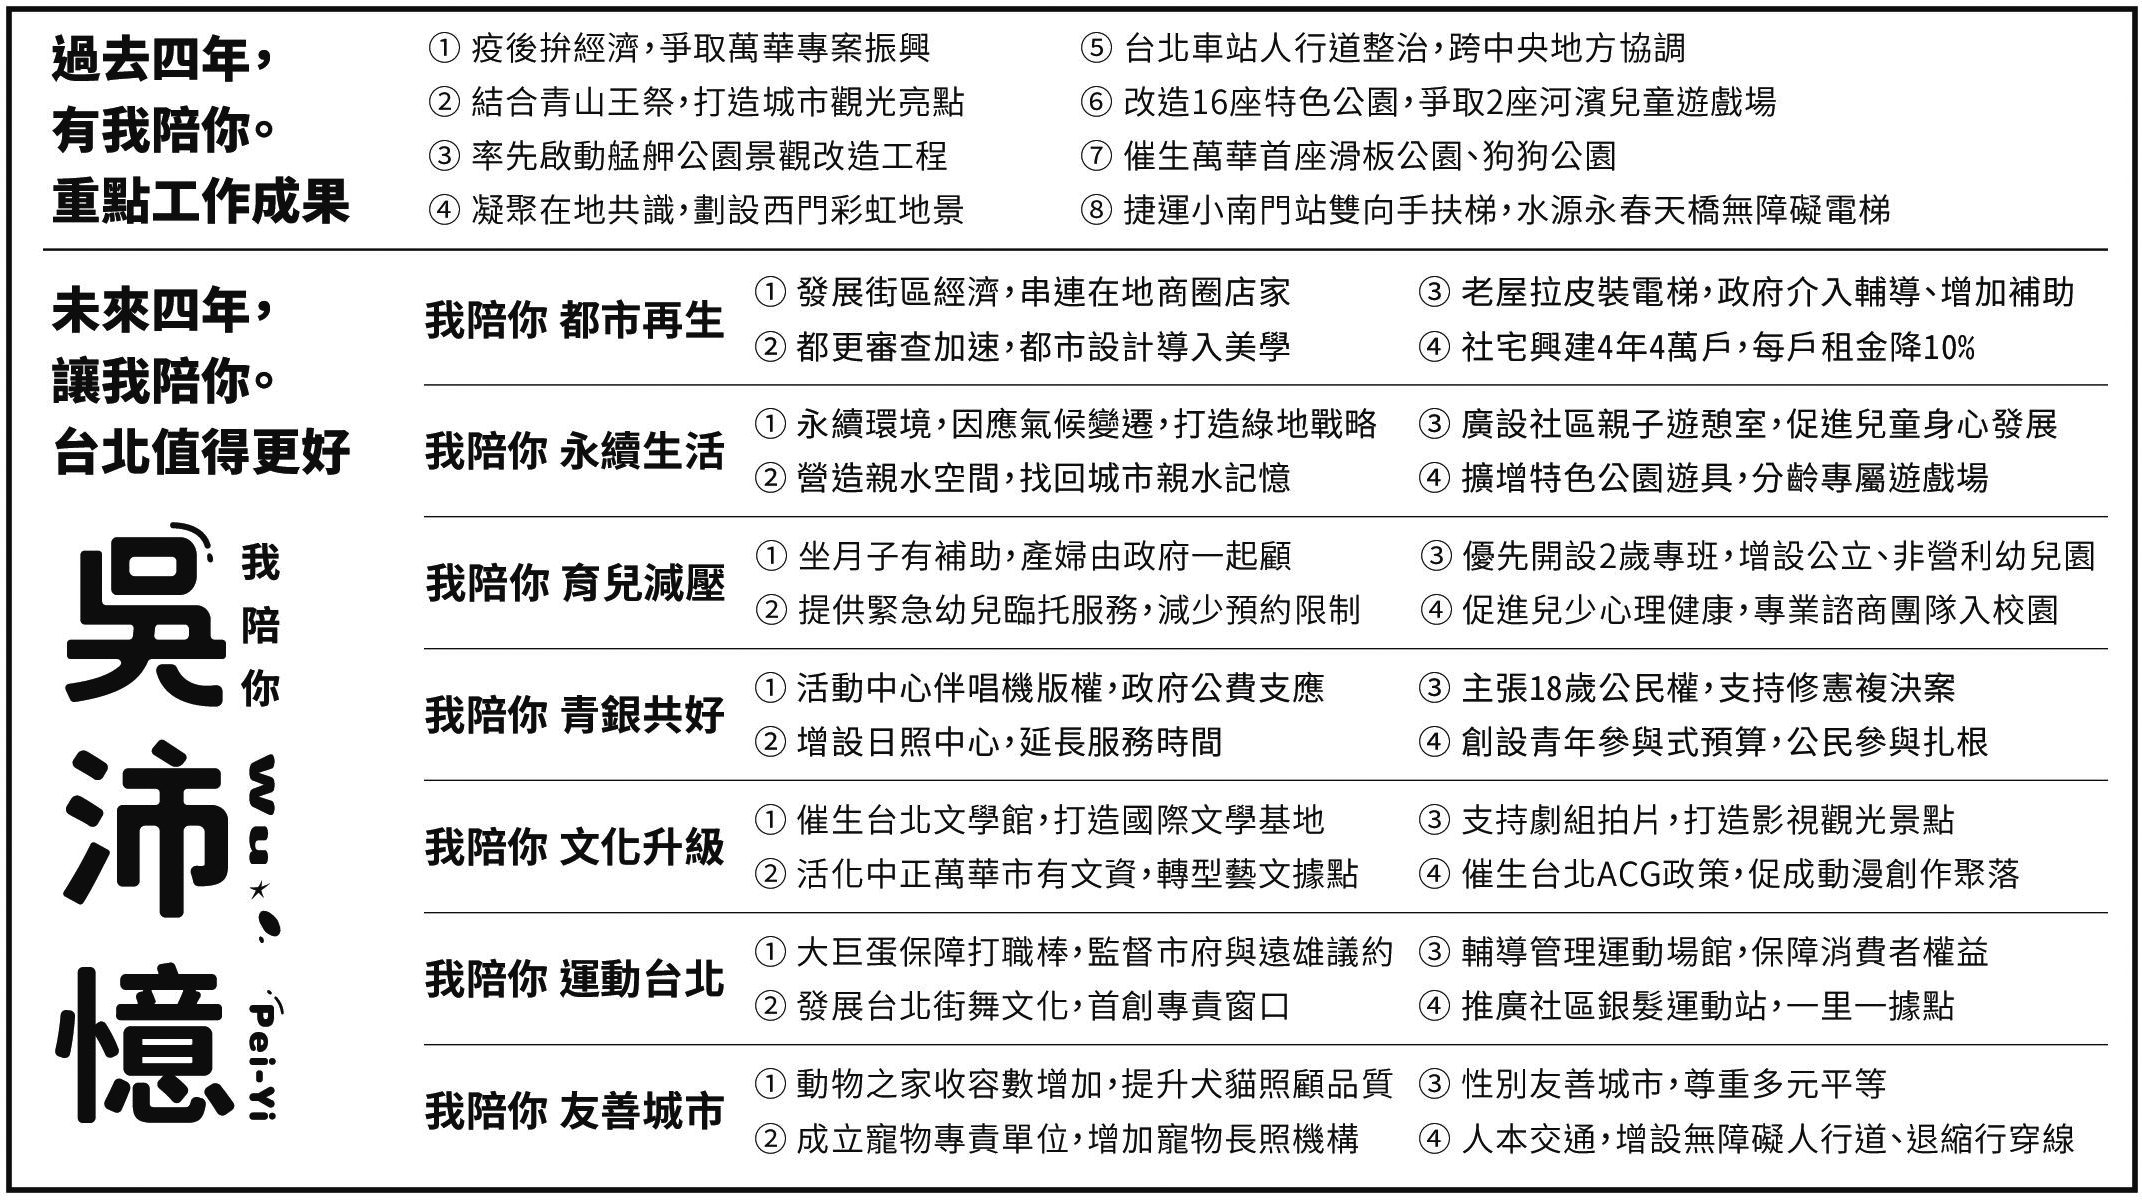 過去四年，
有我陪你。
重點工作成果
① 疫後拚經濟，爭取萬華專案振興
② 結合青山王祭，打造城市觀光亮點
③ 率先啟動艋舺公園景觀改造工程
④ 凝聚在地共識，劃設西門彩虹地景
⑤ 台北車站人行道整治，跨中央地方協調
⑥ 改造16座特色公園，爭取2座河濱兒童遊戲場
⑦ 催生萬華首座滑板公園、狗狗公園
⑧ 捷運小南門站雙向手扶梯，水源永春天橋無障礙電梯
未來四年，
讓我陪你。
台北值得更好
我陪你 都市再生
① 發展街區經濟，串連在地商圈店家
② 都更審查加速，都市設計導入美學
③ 老屋拉皮裝電梯，政府介入輔導、增加補助
④ 社宅興建4年4萬戶，每戶租金降10%
我陪你 永續生活
① 永續環境，因應氣候變遷，打造綠地戰略
② 營造親水空間，找回城市親水記憶
③ 廣設社區親子遊憩室，促進兒童身心發展
④ 擴增特色公園遊具，分齡專屬遊戲場
我陪你 育兒減壓
① 坐月子有補助，產婦由政府一起顧
② 提供緊急幼兒臨托服務，減少預約限制
③ 優先開設2歲專班，增設公立、非營利幼兒園
④ 促進兒少心理健康，專業諮商團隊入校園
我陪你 青銀共好
① 活動中心伴唱機版權，政府公費支應
② 增設日照中心，延長服務時間
③ 主張18歲公民權，支持修憲複決案
④ 創設青年參與式預算，公民參與扎根
我陪你 文化升級
① 催生台北文學館，打造國際文學基地
② 活化中正萬華市有文資，轉型藝文據點
③ 支持劇組拍片，打造影視觀光景點
④ 催生台北ACG政策，促成動漫創作聚落
我陪你 運動台北
① 大巨蛋保障打職棒，監督市府與遠雄議約
② 發展台北街舞文化，首創專責窗口
③ 輔導管理運動場館，保障消費者權益
④ 推廣社區銀髮運動站，一里一據點
我陪你 友善城市
① 動物之家收容數增加，提升犬貓照顧品質
② 成立寵物專責單位，增加寵物長照機構
③ 性別友善城市，尊重多元平等
④ 人本交通，增設無障礙人行道、退縮行穿線
吳沛憶
我陪你
Wu
Pei-Yi